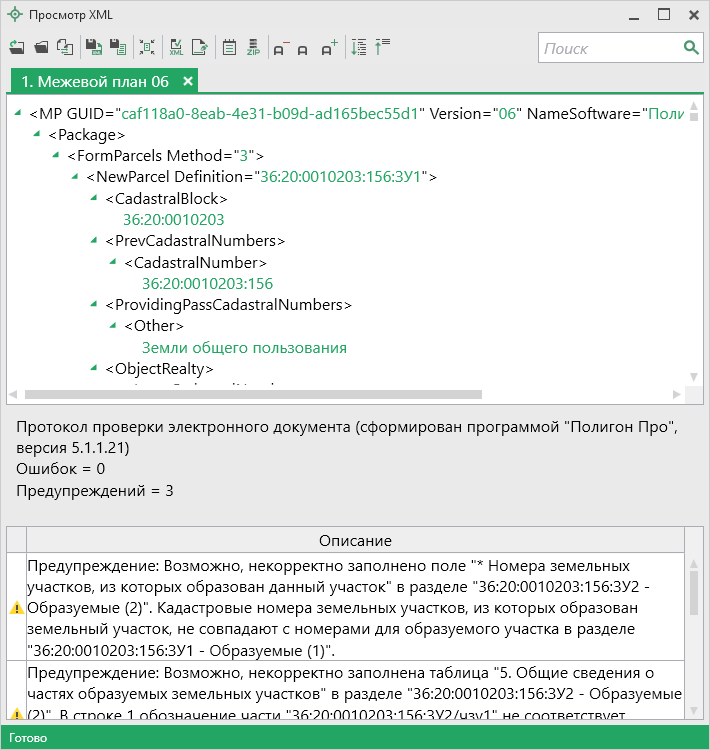 Просмотр XML
XML
ZIP
Поиск
1. Межевой план 06
<MP GUID="caf118a0-8eab-4e31-b09d-ad165bec55d1" Version="06" NameSoftware="Поли
<Package>
<FormParcels Method="3">
<NewParcel Definition="36:20:0010203:156:ЗУ1">
<CadastralBlock>
36:20:0010203
<PrevCadastralNumbers>
<CadastralNumber>
36:20:0010203:156
<ProvidingPassCadastralNumbers>
<Other>
Земли общего пользования
<ObjectRealty>
Протокол проверки электронного документа (сформирован программой "Полигон Про",
версия 5.1.1.21)
Ошибок = 0
Предупреждений = 3
Описание
Предупреждение: Возможно, некорректно заполнено поле "* Номера земельных
участков, из которых образован данный участок" в разделе "36:20:0010203:156:ЗУ2 -
Образуемые (2)". Кадастровые номера земельных участков, из которых образован
земельный участок, не совпадают с номерами для образуемого участка в разделе
"36:20:0010203:156:ЗУ1 - Образуемые (1)".
Предупреждение: Возможно, некорректно заполнена таблица "5. Общие сведения о
частях образуемых земельных участков" в разделе "36:20:0010203:156:ЗУ2 - Образуемые
(2)". В строке 1 обозначение части "36:20:0010203:156:ЗУ2/чзу1" не соответствует
Готово